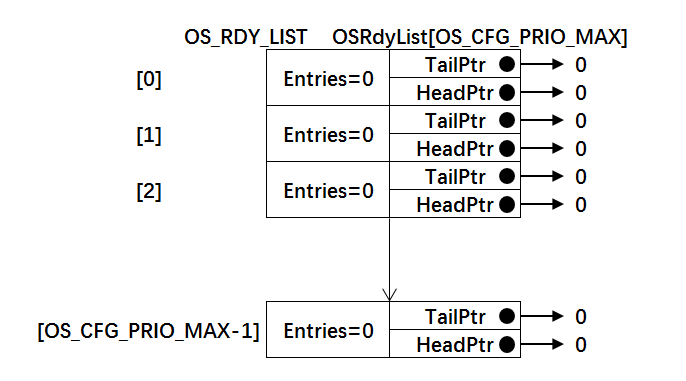 OS_RDY_LIST OSRdyList[OS_CFG_PRIO_MAX]
[0] Entries=0 TailPtr 0
HeadPtr 0
[1] Entries=0 TailPtr 0
HeadPtr 0
[2] Entries=0 TailPtr 0
HeadPtr 0
[OS_CFG_PRIO_MAX-1] Entries=0 TailPtr 0
HeadPtr 0